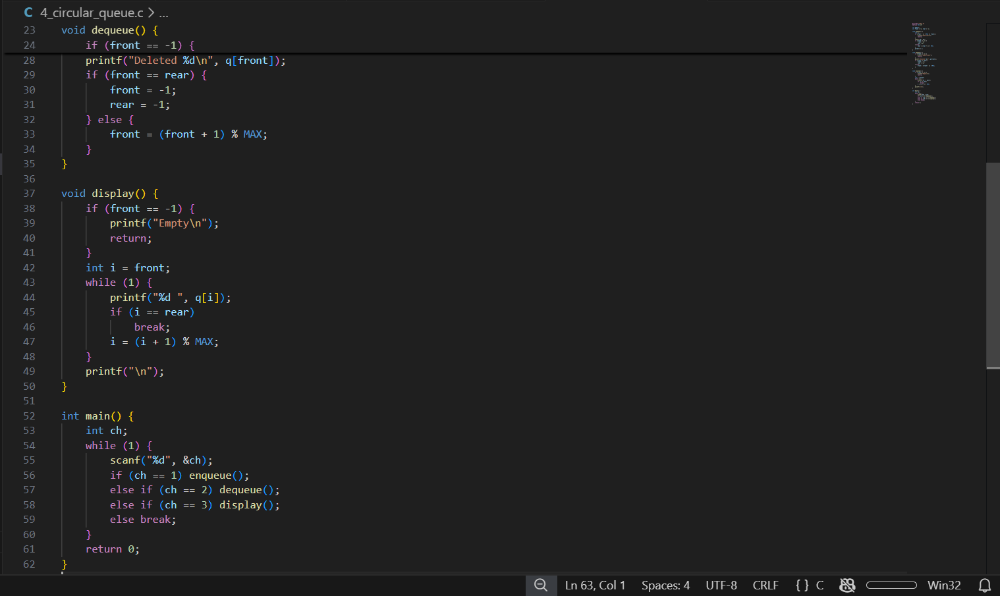 C 4_circular_queue.c > ...
23 void dequeue() {
24     if (front == -1) {
28     printf("Deleted %d\n", q[front]);
29     if (front == rear) {
30         front = -1;
31         rear = -1;
32     } else {
33         front = (front + 1) % MAX;
34     }
35 }
36
37 void display() {
38     if (front == -1) {
39         printf("Empty\n");
40         return;
41     }
42     int i = front;
43     while (1) {
44         printf("%d ", q[i]);
45         if (i == rear)
46             break;
47         i = (i + 1) % MAX;
48     }
49     printf("\n");
50 }
51
52 int main() {
53     int ch;
54     while (1) {
55         scanf("%d", &ch);
56         if (ch == 1) enqueue();
57         else if (ch == 2) dequeue();
58         else if (ch == 3) display();
59         else break;
60     }
61     return 0;
62 }
Ln 63, Col 1 Spaces: 4 UTF-8 CRLF {} C Win32